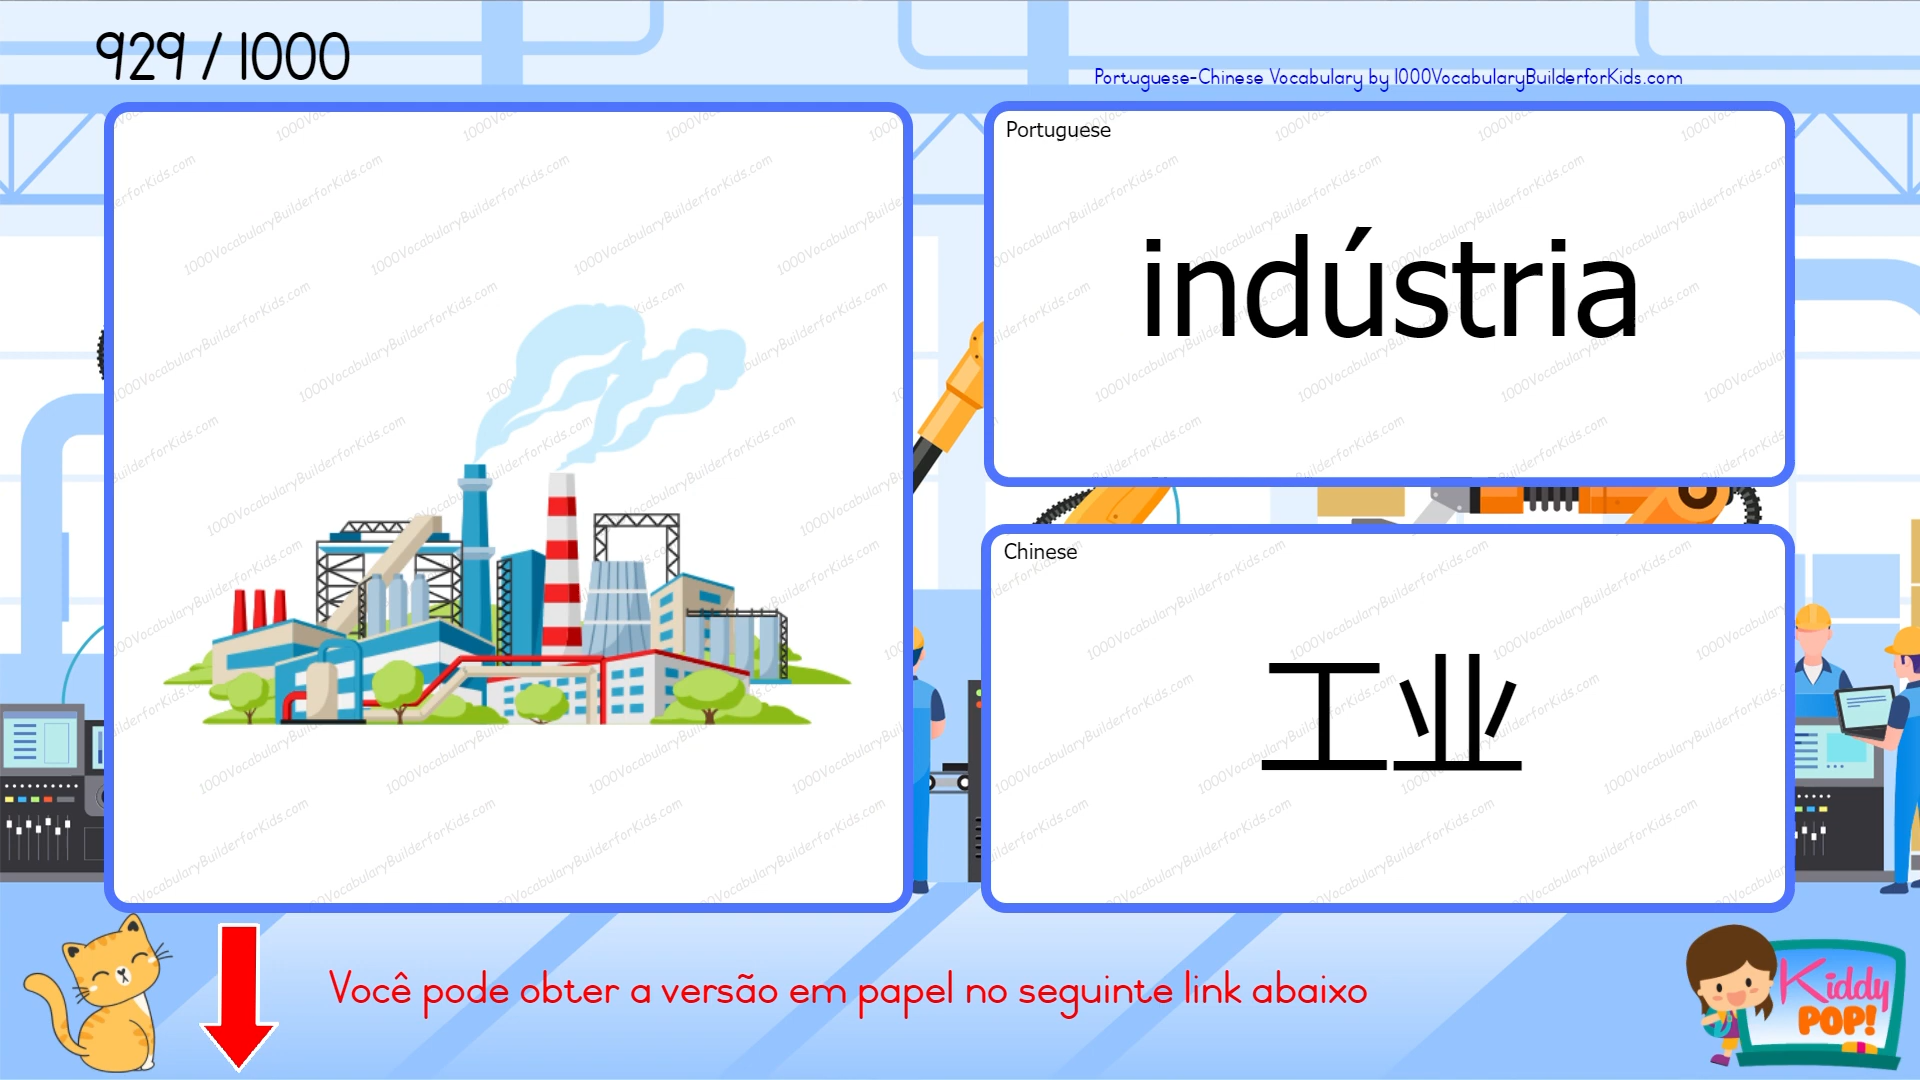 929 / 1000
Portuguese-Chinese Vocabulary by 1000VocabularyBuilderforKids.com
Portuguese
indústria
Chinese
工业
Você pode obter a versão em papel no seguinte link abaixo
Kiddy
POP!